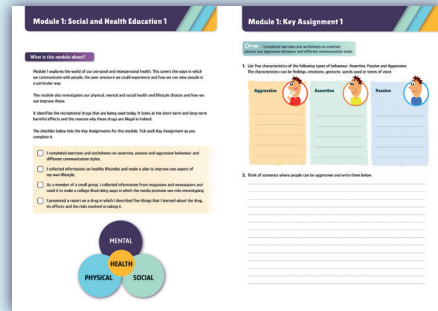 Module 1: Social and Health Education 1
What is this module about?
Module 1 explores the world of our personal and interpersonal health. This covers the ways in which
we communicate with people, the peer pressure we could experience and how we can view people in
a particular way.
This module also investigates our physical, mental and social health and lifestyle choices and how we
can improve these.
It identifies the recreational drugs that are being used today. It looks at the short-term and long-term
harmful effects and the reasons why these drugs are illegal in Ireland.
The checklist below lists the Key Assignments for this module. Tick each Key Assignment as you
complete it.
I completed exercises and worksheets on assertive, passive and aggressive behaviour and
different communication styles.
I collected information on healthy lifestyles and made a plan to improve one aspect of
my own lifestyle.
As a member of a small group, I collected information from magazines and newspapers and
used it to make a collage illustrating ways in which the media promote sex-role stereotyping.
I presented a report on a drug in which I described five things that I learned about the drug,
its effects and the risks involved in taking it.
MENTAL
HEALTH
PHYSICAL
SOCIAL
Module 1: Key Assignment 1
I completed exercises and worksheets on assertive,
passive and aggressive behaviour and different communication styles.
1. List five characteristics of the following types of behaviour: Assertive, Passive and Aggressive.
The characteristics can be feelings, emotions, gestures, words used or tones of voice.
Aggressive
Assertive
Passive
2. Think of scenarios where people can be aggressive and write them below.